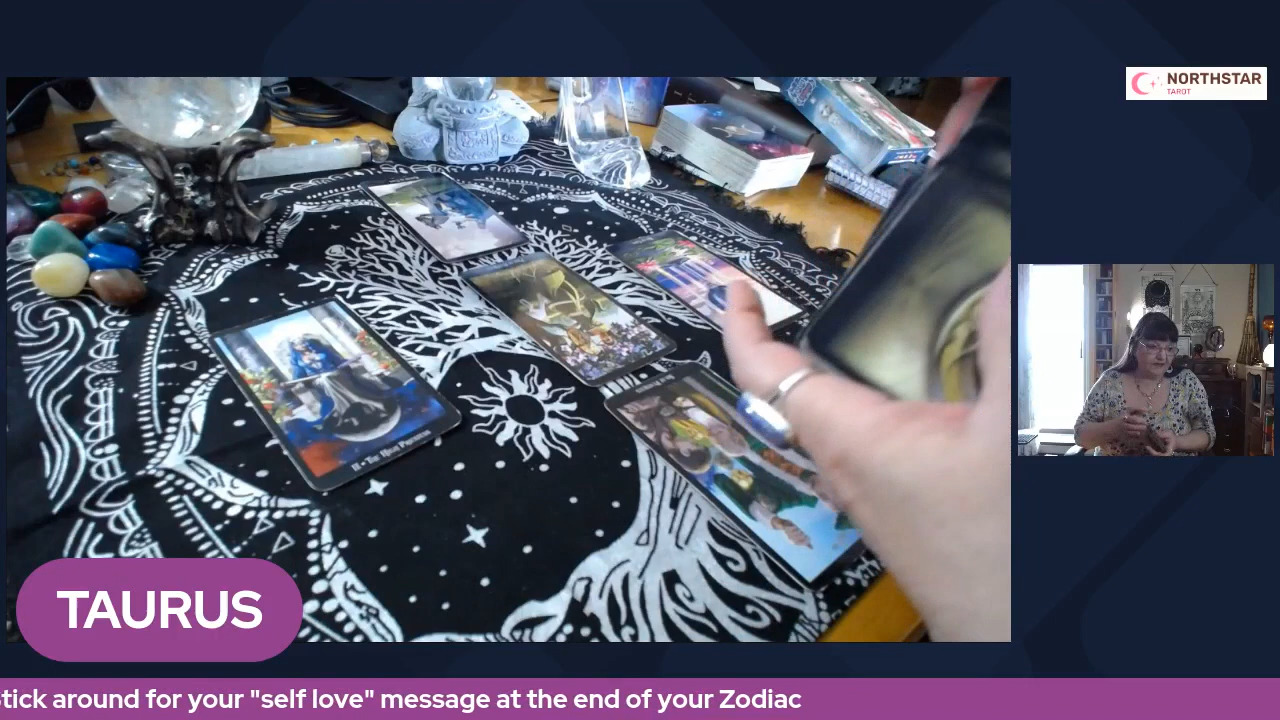 NORTHSTAR
TAROT
II • The High Priestess
TAURUS
tick around for your "self love" message at the end of your Zodiac